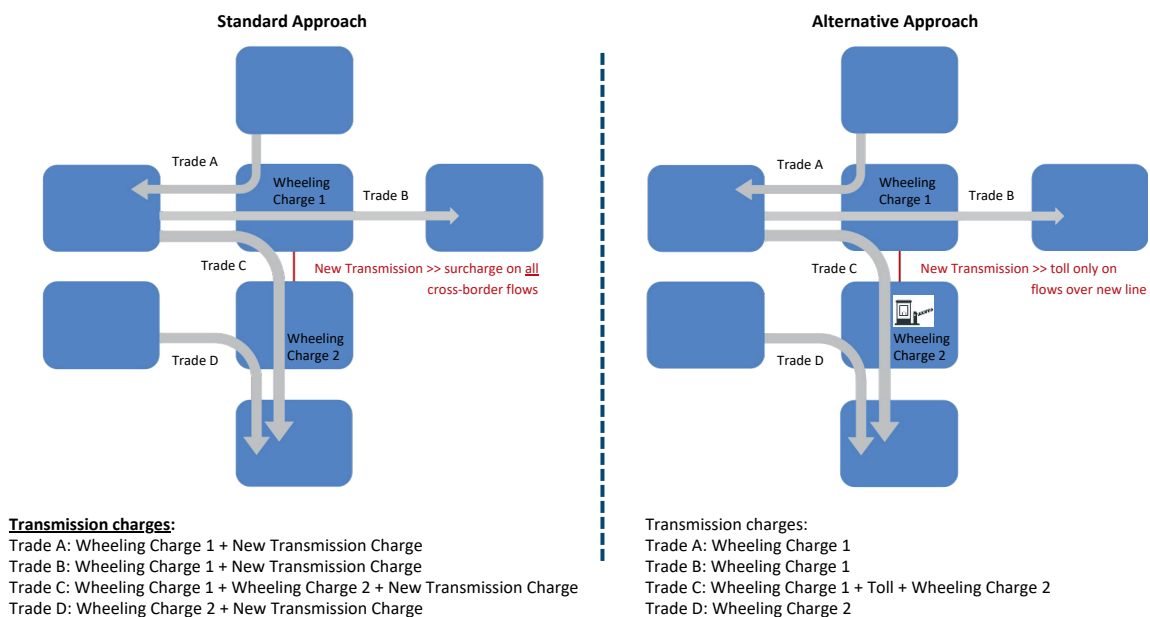 Standard Approach
Trade A
Wheeling
Charge 1
Trade B
Trade C
New Transmission >> surcharge on all
cross-border flows
Wheeling
Charge 2
Trade D
Transmission charges:
Trade A: Wheeling Charge 1 + New Transmission Charge
Trade B: Wheeling Charge 1 + New Transmission Charge
Trade C: Wheeling Charge 1 + Wheeling Charge 2 + New Transmission Charge
Trade D: Wheeling Charge 2 + New Transmission Charge
Alternative Approach
Trade A
Wheeling
Charge 1
Trade B
Trade C
New Transmission >> toll only on
flows over new line
Wheeling
Charge 2
Trade D
Transmission charges:
Trade A: Wheeling Charge 1
Trade B: Wheeling Charge 1
Trade C: Wheeling Charge 1 + Toll + Wheeling Charge 2
Trade D: Wheeling Charge 2